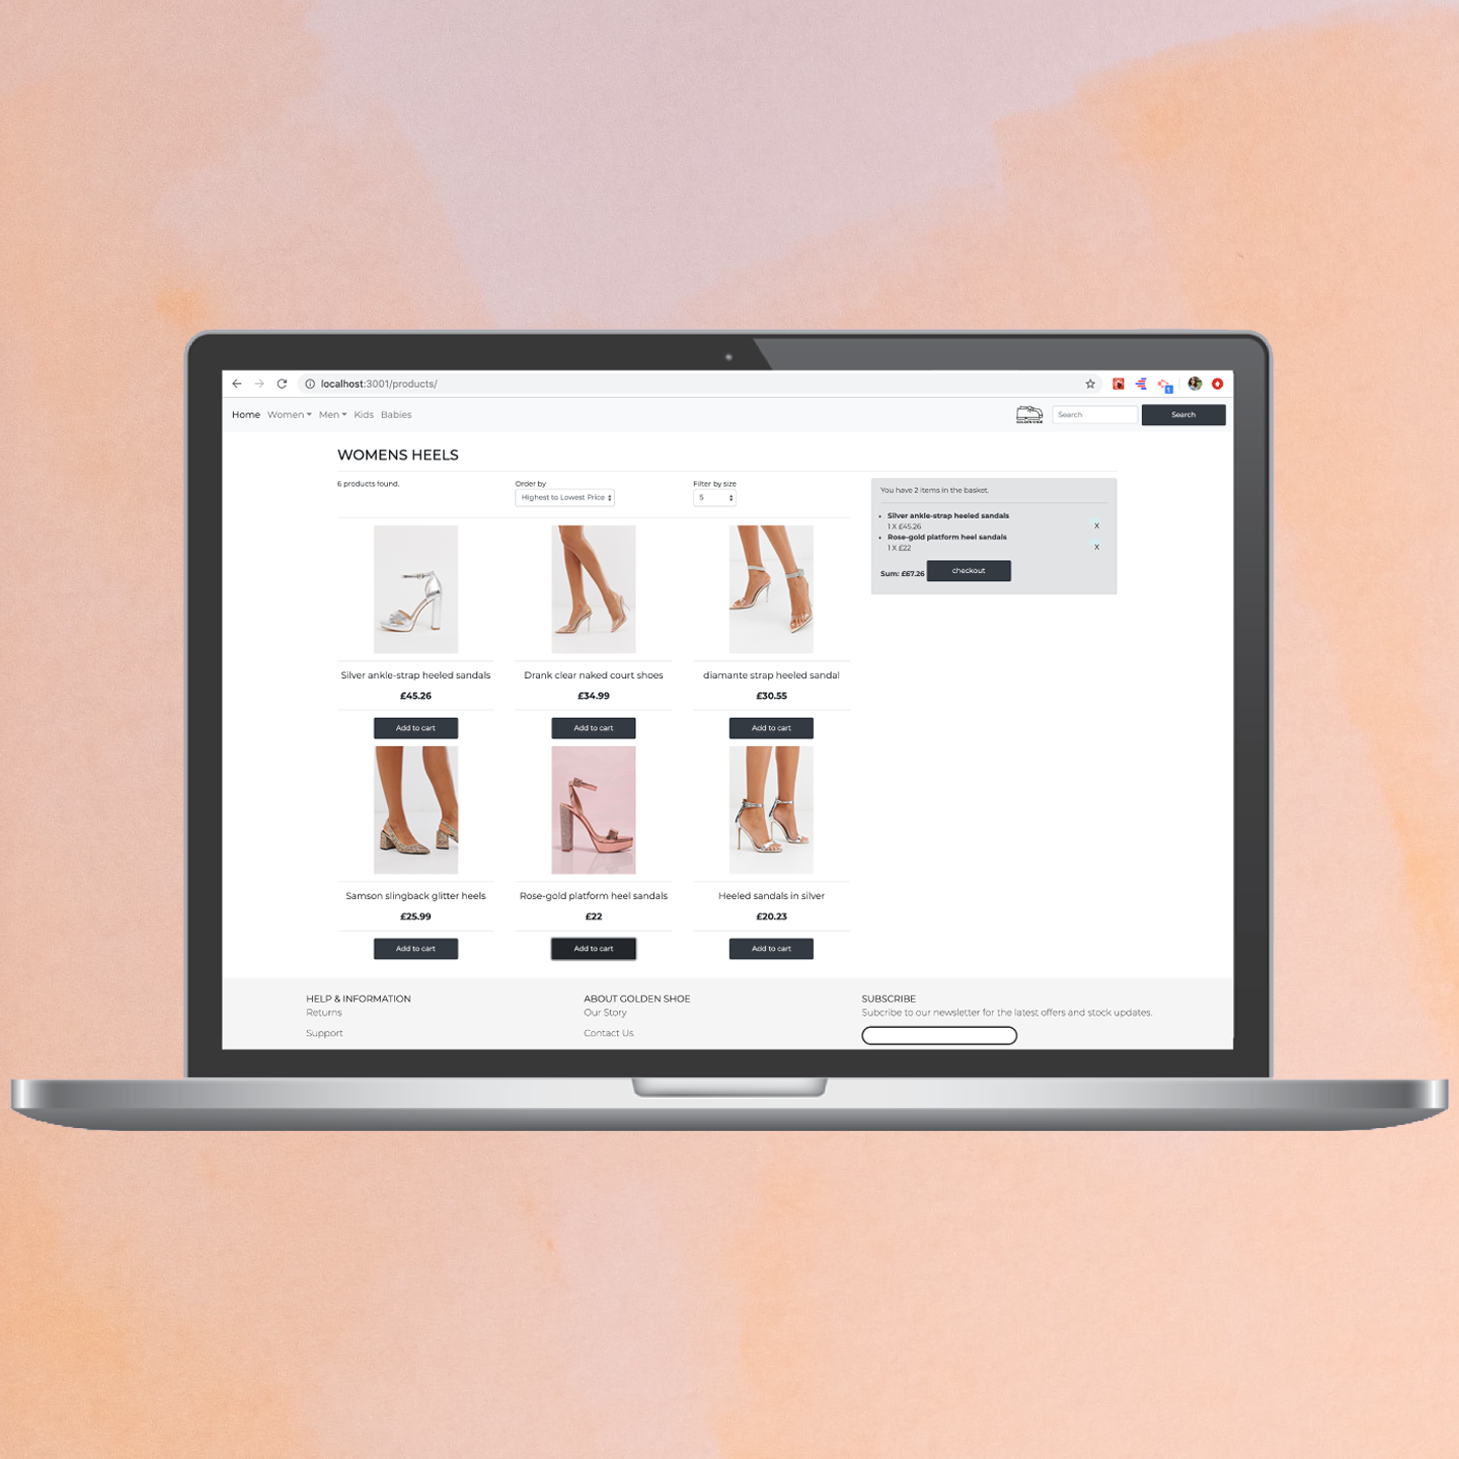 localhost:3001/products/
Home Women Men Kids Babies
Search Search
WOMENS HEELS
6 products found.
Order by
Highest to Lowest Price
Filter by size
5
You have 2 items in the basket.
Silver ankle-strap heeled sandals
1 X £45.26 X
Rose-gold platform heel sandals
1 X £22 X
Sum: £67.26 checkout
Silver ankle-strap heeled sandals
£45.26
Add to cart
Drank clear naked court shoes
£34.99
Add to cart
diamante strap heeled sandal
£30.55
Add to cart
Samson slingback glitter heels
£25.99
Add to cart
Rose-gold platform heel sandals
£22
Add to cart
Heeled sandals in silver
£20.23
Add to cart
HELP & INFORMATION
Returns
Support
ABOUT GOLDEN SHOE
Our Story
Contact Us
SUBSCRIBE
Subcribe to our newsletter for the latest offers and stock updates.